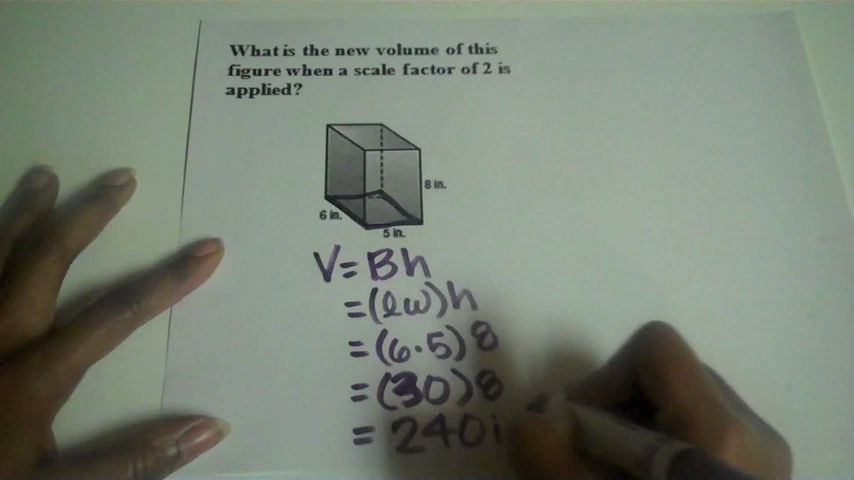 What is the new volume of this
figure when a scale factor of 2 is
applied?
8 in.
6 in.
5 in.
V=Bh
=(lw)h
=(6·5)8
=(30)8
=240i